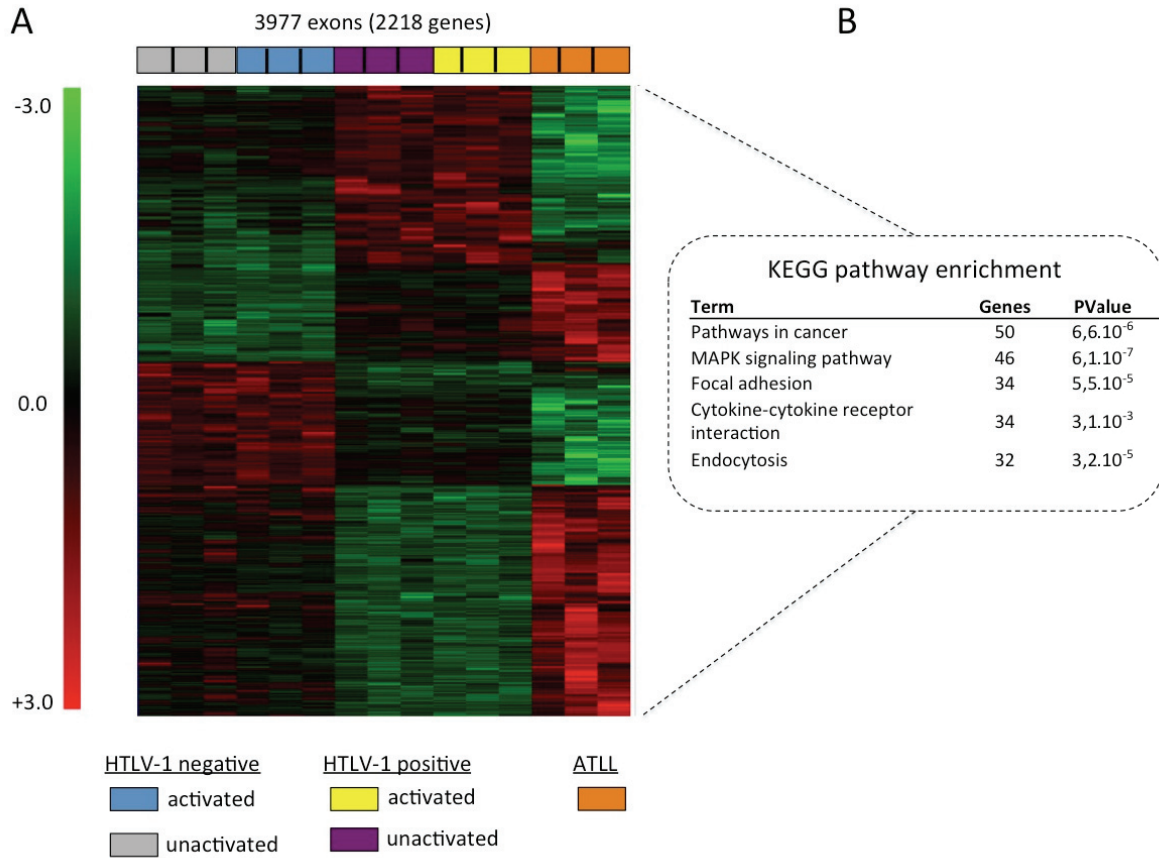 A
B
3977 exons (2218 genes)
-3.0
0.0
+3.0
KEGG pathway enrichment
Term Genes PValue
Pathways in cancer 50 6,6.10⁻⁶
MAPK signaling pathway 46 6,1.10⁻⁷
Focal adhesion 34 5,5.10⁻⁵
Cytokine-cytokine receptor
interaction 34 3,1.10⁻³
Endocytosis 32 3,2.10⁻⁵
HTLV-1 negative HTLV-1 positive ATLL
activated activated
unactivated unactivated